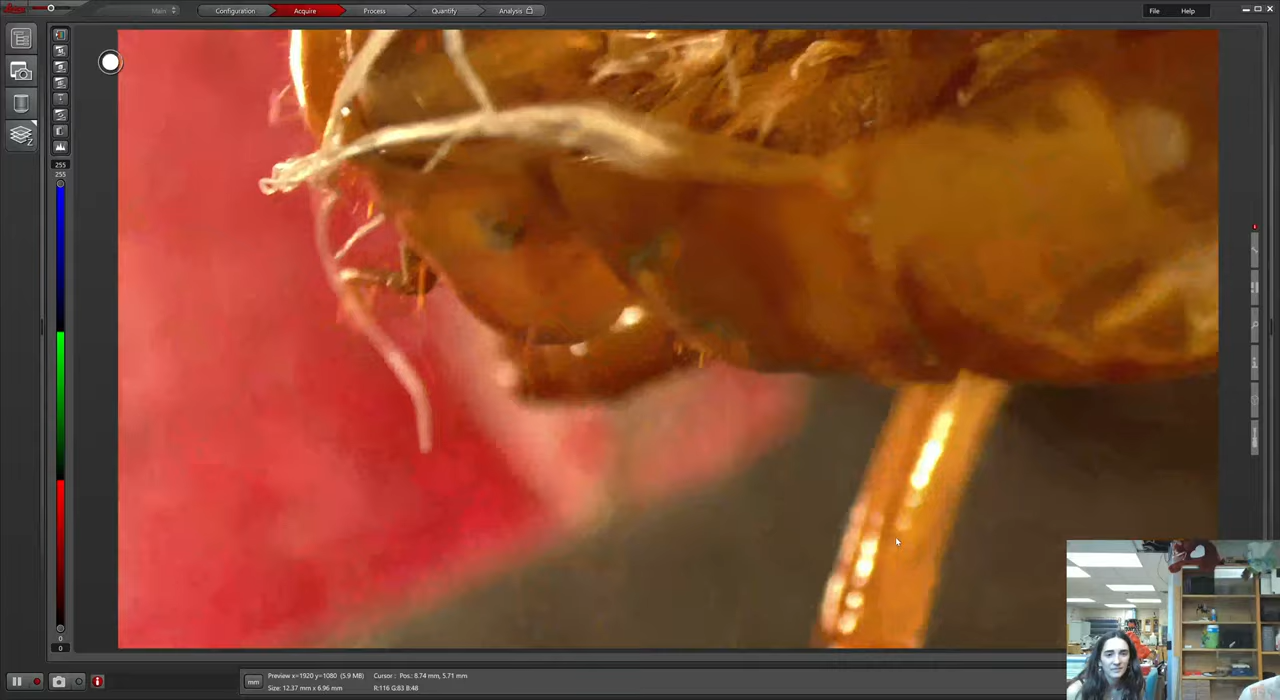 Main
Configuration
Acquire
Process
Quantify
Analysis
File
Help
255
255
0
0
Preview x=1920 y=1080 (5.9 MB)
Size: 12.37 mm x 6.96 mm
Cursor : Pos.: 8.74 mm, 5.71 mm
R:116 G:83 B:48